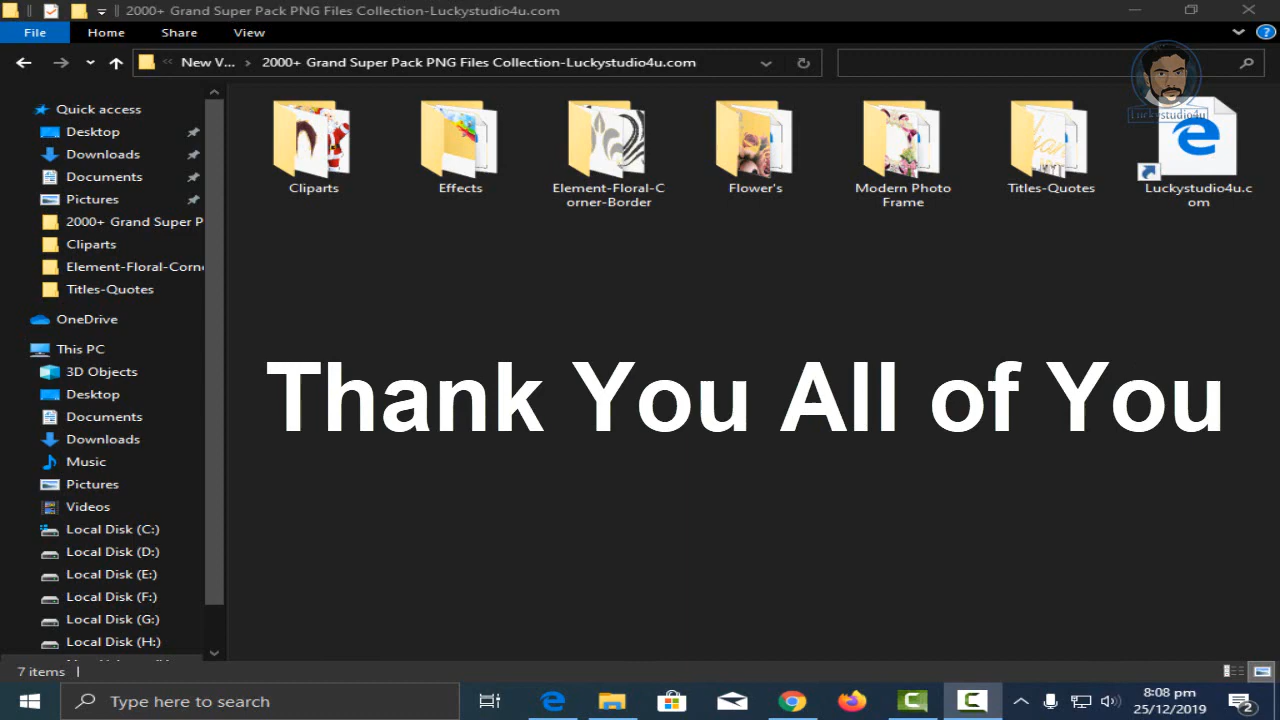 2000+ Grand Super Pack PNG Files Collection-Luckystudio4u.com
File Home Share View
New V... 2000+ Grand Super Pack PNG Files Collection-Luckystudio4u.com
Luckystudio4u
Quick access
Desktop
Downloads
Documents
Pictures
2000+ Grand Super P
Cliparts
Element-Floral-Corne
Titles-Quotes
OneDrive
This PC
3D Objects
Desktop
Documents
Downloads
Music
Pictures
Videos
Local Disk (C:)
Local Disk (D:)
Local Disk (E:)
Local Disk (F:)
Local Disk (G:)
Local Disk (H:)
Cliparts
Effects
Element-Floral-C
orner-Border
Flower's
Modern Photo
Frame
Titles-Quotes
Luckystudio4u.c
om
Thank You All of You
7 items
Type here to search
8:08 pm
25/12/2019
2